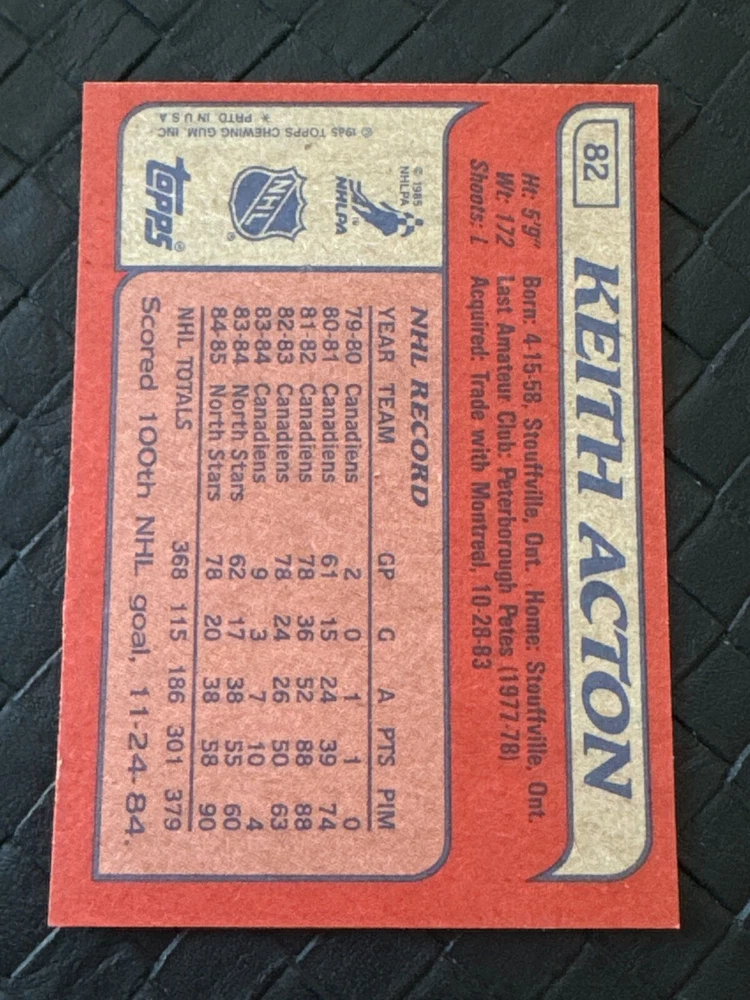 82
KEITH ACTON
Ht: 5'9" Born: 4-15-58, Stouffville, Ont. Home: Stouffville, Ont.
Wt: 172 Last Amateur Club: Peterborough Petes (1977-78)
Shoots: L Acquired: Trade with Montreal, 10-28-83
© 1985
NHLPA
NHLPA
NHL
®
topps®
© 1985 TOPPS CHEWING GUM, INC
* PRTD. IN U S A
NHL RECORD
YEAR TEAM GP G A PTS PIM
79-80 Canadiens 2 0 1 1 0
80-81 Canadiens 61 15 24 39 74
81-82 Canadiens 78 36 52 88 88
82-83 Canadiens 78 24 26 50 63
83-84 Canadiens 9 3 7 10 4
83-84 North Stars 62 17 38 55 60
84-85 North Stars 78 20 38 58 90
NHL TOTALS 368 115 186 301 379
Scored 100th NHL goal, 11-24-84.